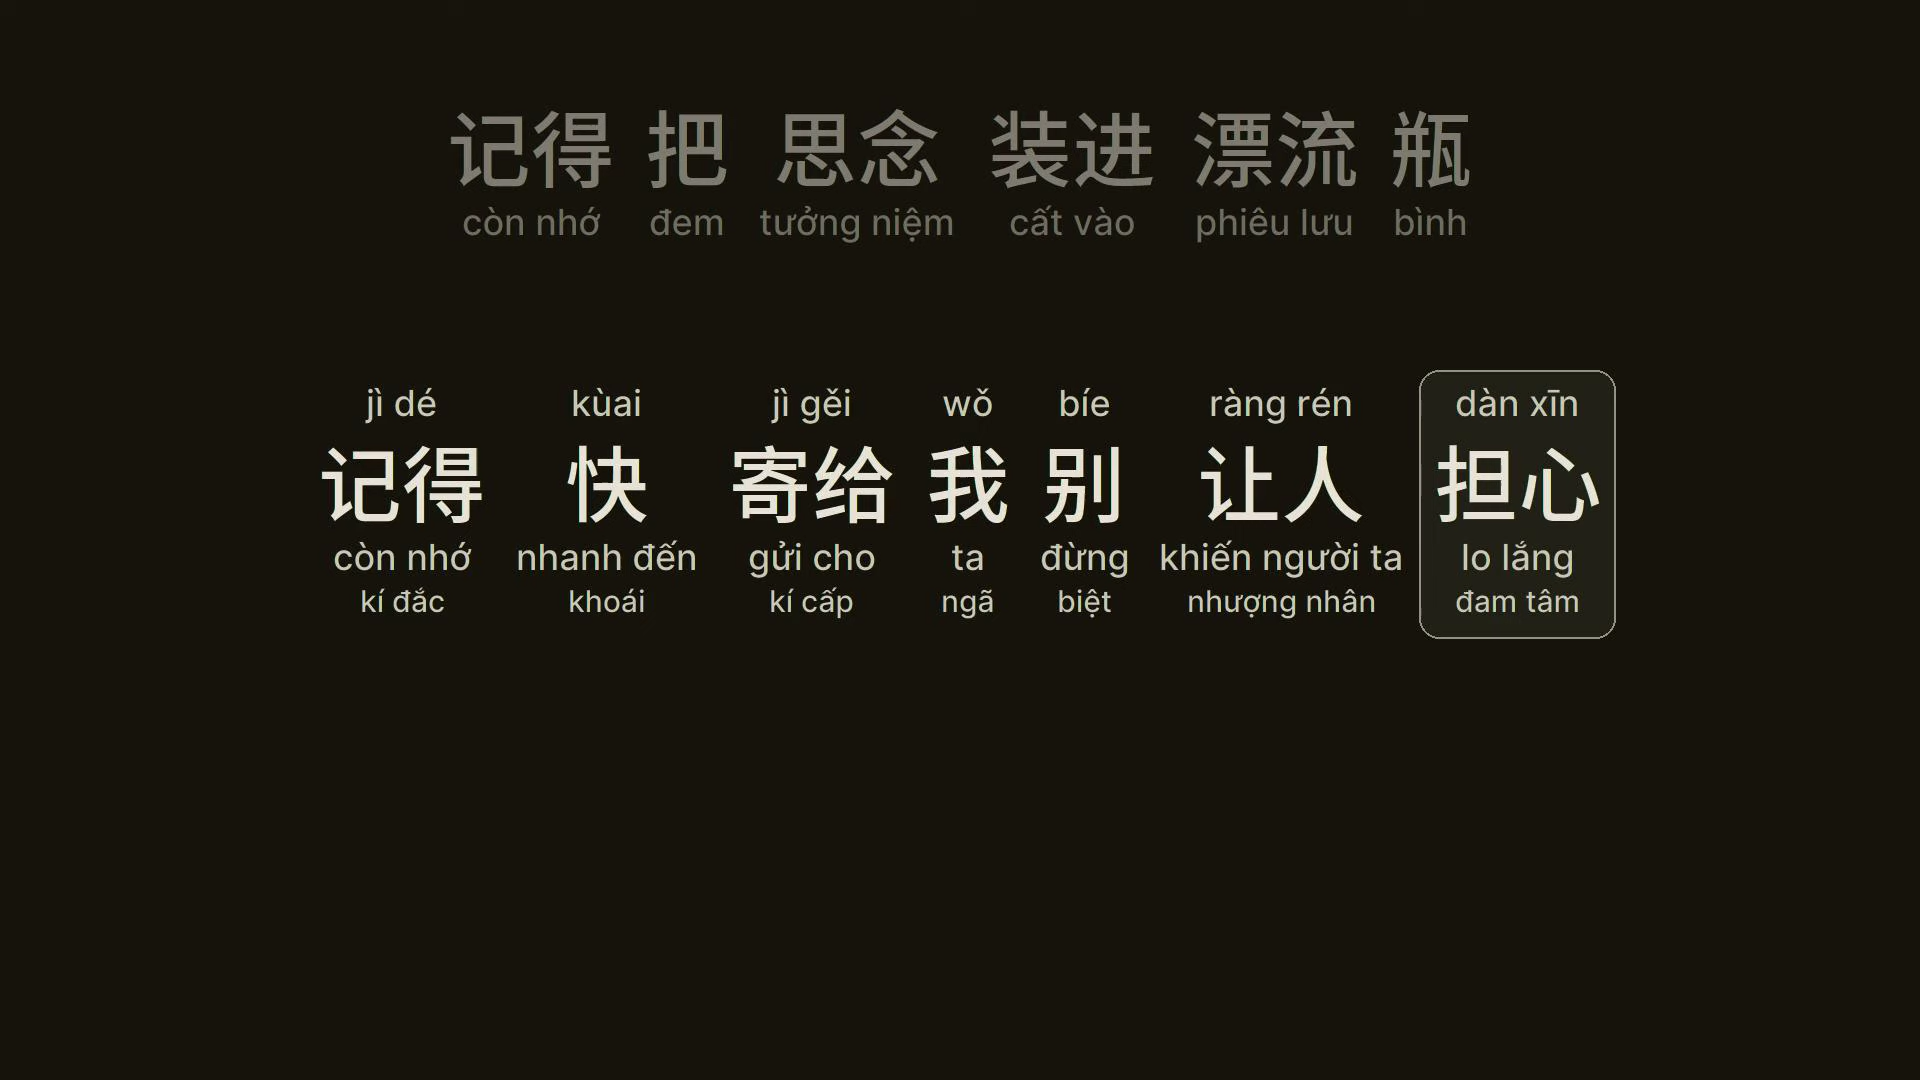 记得 把 思念 装进 漂流 瓶
còn nhớ đem tưởng niệm cất vào phiêu lưu bình
jì dé kùai jì gěi wǒ bíe ràng rén dàn xīn
记得 快 寄给 我 别 让人 担心
còn nhớ nhanh đến gửi cho ta đừng khiến người ta lo lắng
kí đắc khoái kí cấp ngã biệt nhượng nhân đam tâm